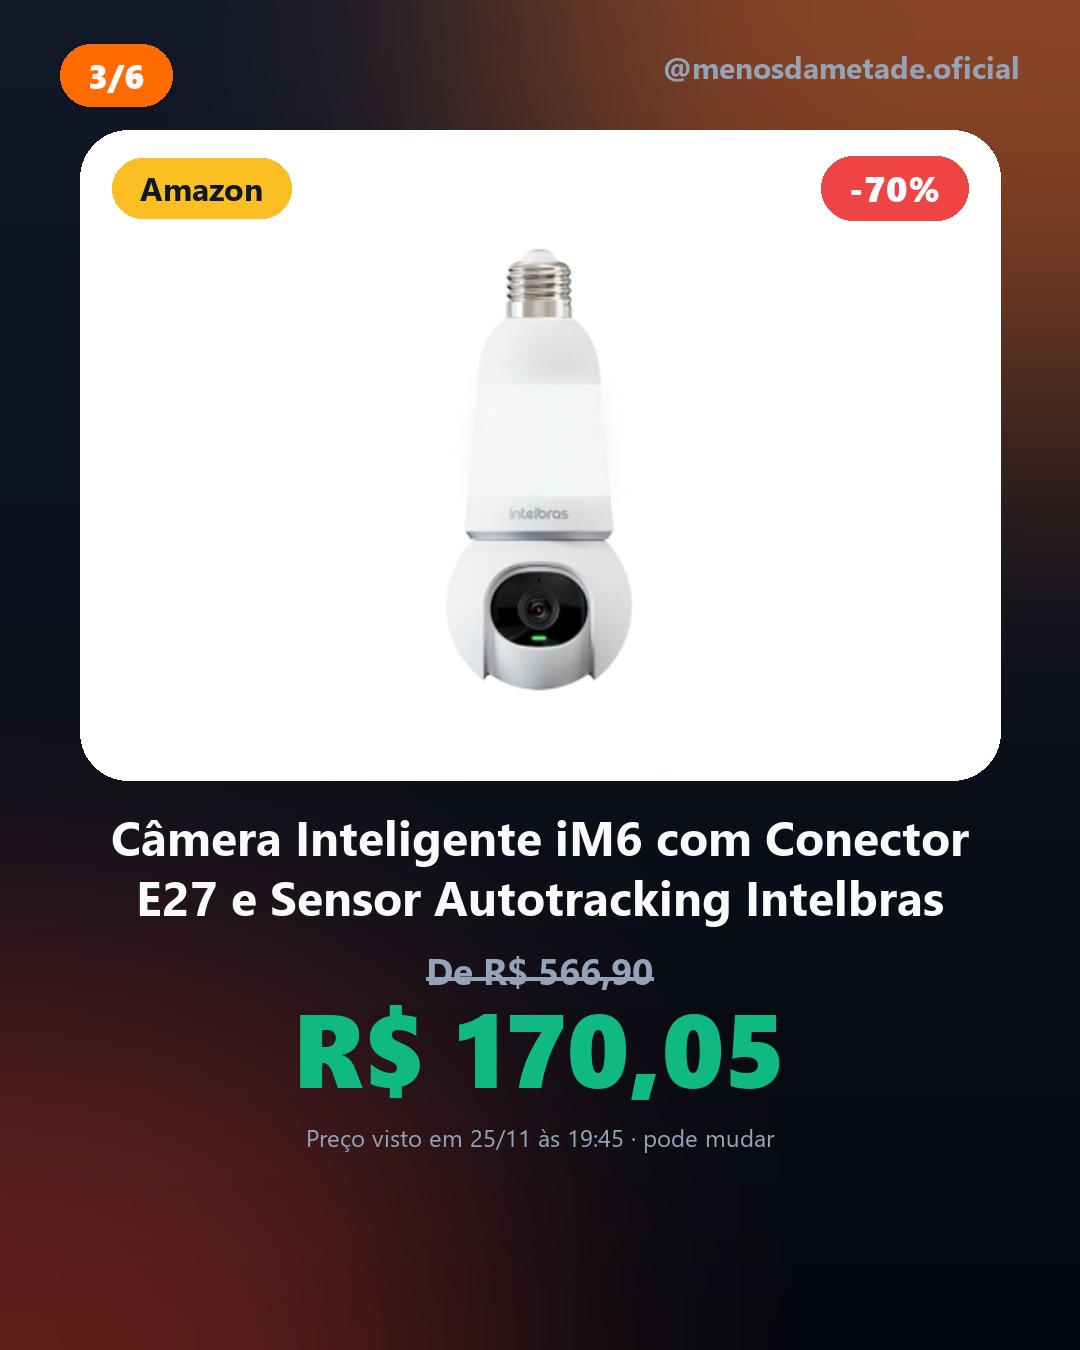 3/6
@menosdametade.oficial
Amazon
-70%
intelbras
Câmera Inteligente iM6 com Conector
E27 e Sensor Autotracking Intelbras
De R$ 566,90
R$ 170,05
Preço visto em 25/11 às 19:45 · pode mudar